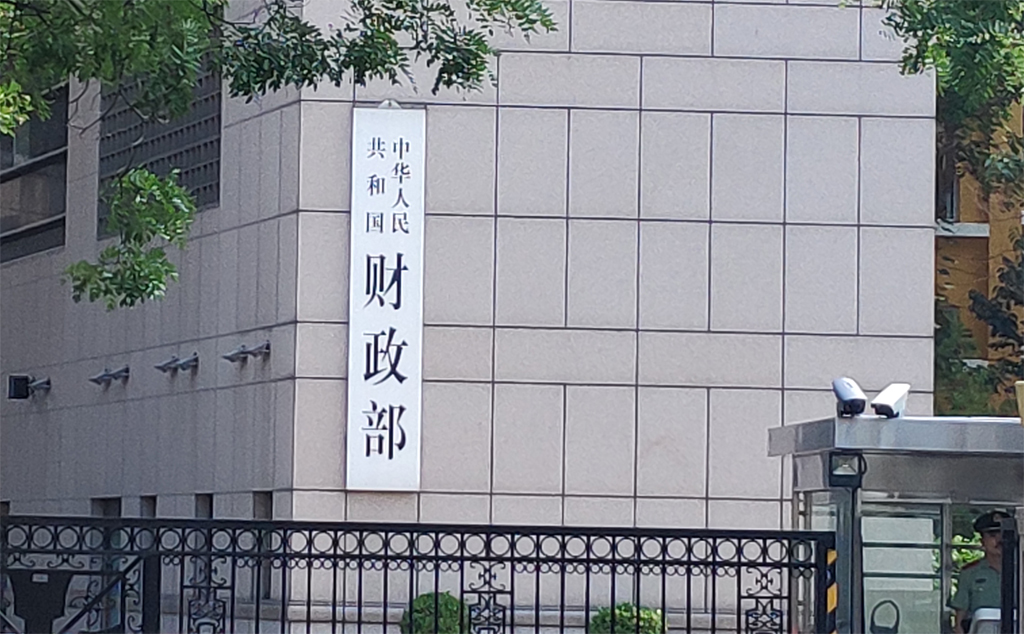 中华人民
共和国
财政部